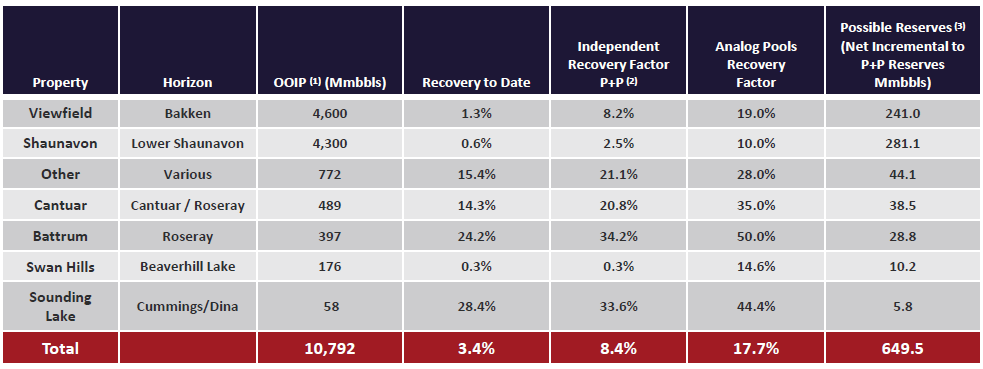 Property Horizon OOIP (1) (Mmbbls) Recovery to Date Independent Recovery Factor P+P (2) Analog Pools Recovery Factor Possible Reserves (3) (Net Incremental to P+P Reserves Mmbbls)
Viewfield Bakken 4,600 1.3% 8.2% 19.0% 241.0
Shaunavon Lower Shaunavon 4,300 0.6% 2.5% 10.0% 281.1
Other Various 772 15.4% 21.1% 28.0% 44.1
Cantuar Cantuar / Roseray 489 14.3% 20.8% 35.0% 38.5
Battrum Roseray 397 24.2% 34.2% 50.0% 28.8
Swan Hills Beaverhill Lake 176 0.3% 0.3% 14.6% 10.2
Sounding Lake Cummings/Dina 58 28.4% 33.6% 44.4% 5.8
Total 10,792 3.4% 8.4% 17.7% 649.5